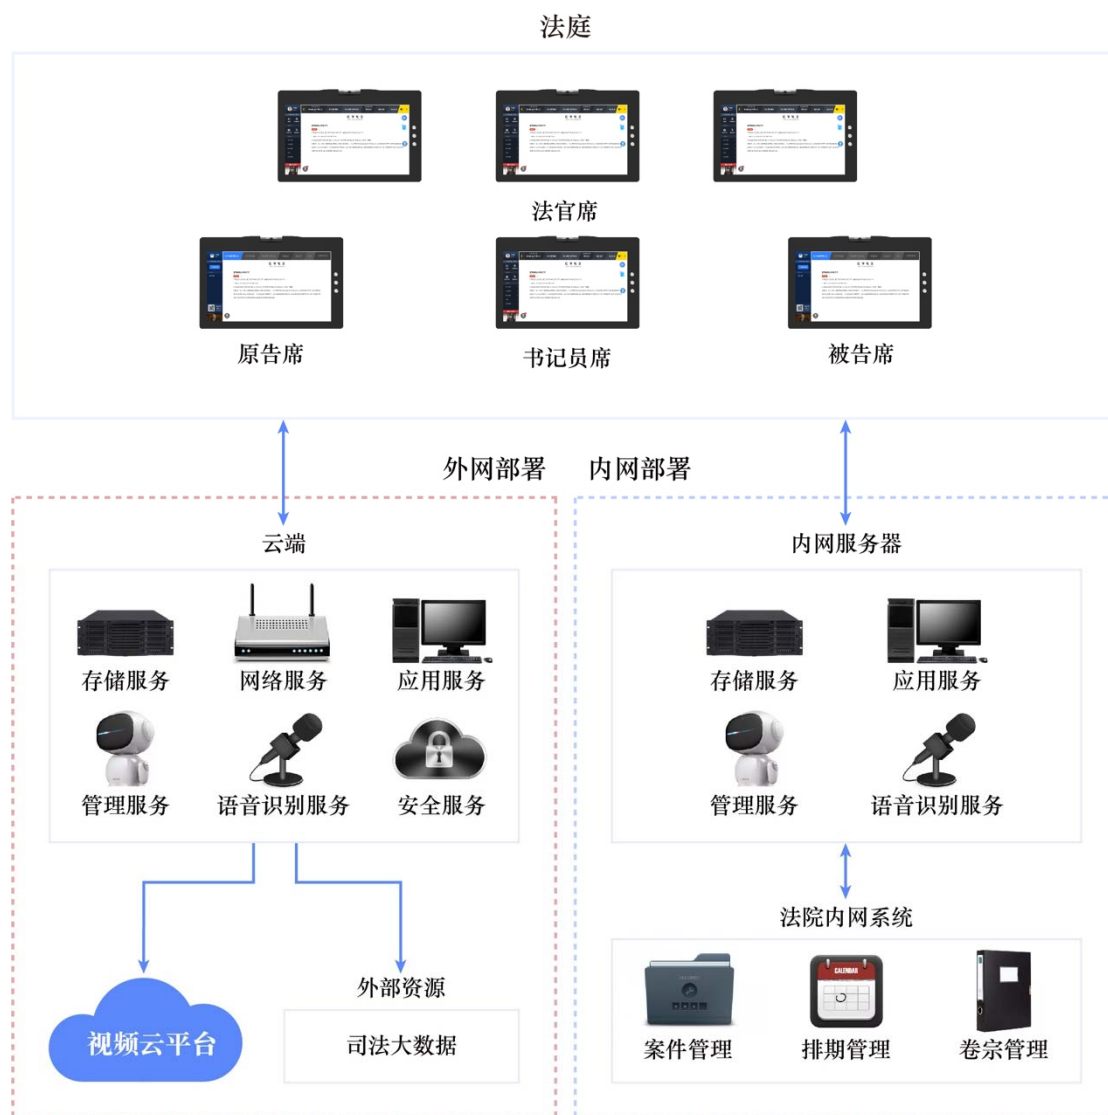 法庭
法官席
原告席
书记员席
被告席
外网部署
内网部署
云端
内网服务器
存储服务
网络服务
应用服务
存储服务
应用服务
管理服务
语音识别服务
安全服务
管理服务
语音识别服务
法院内网系统
外部资源
CALENDAR
视频云平台
司法大数据
案件管理
排期管理
卷宗管理